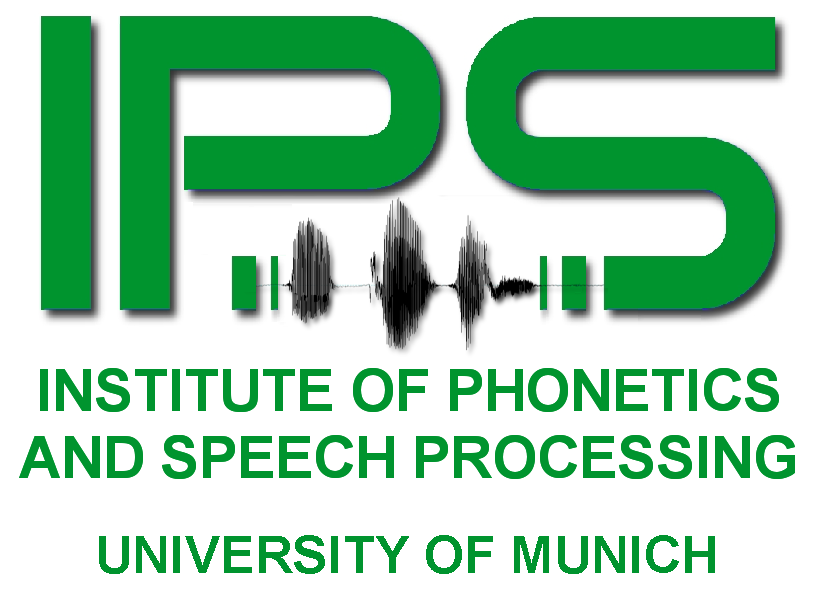 IPS
INSTITUTE OF PHONETICS
AND SPEECH PROCESSING
UNIVERSITY OF MUNICH